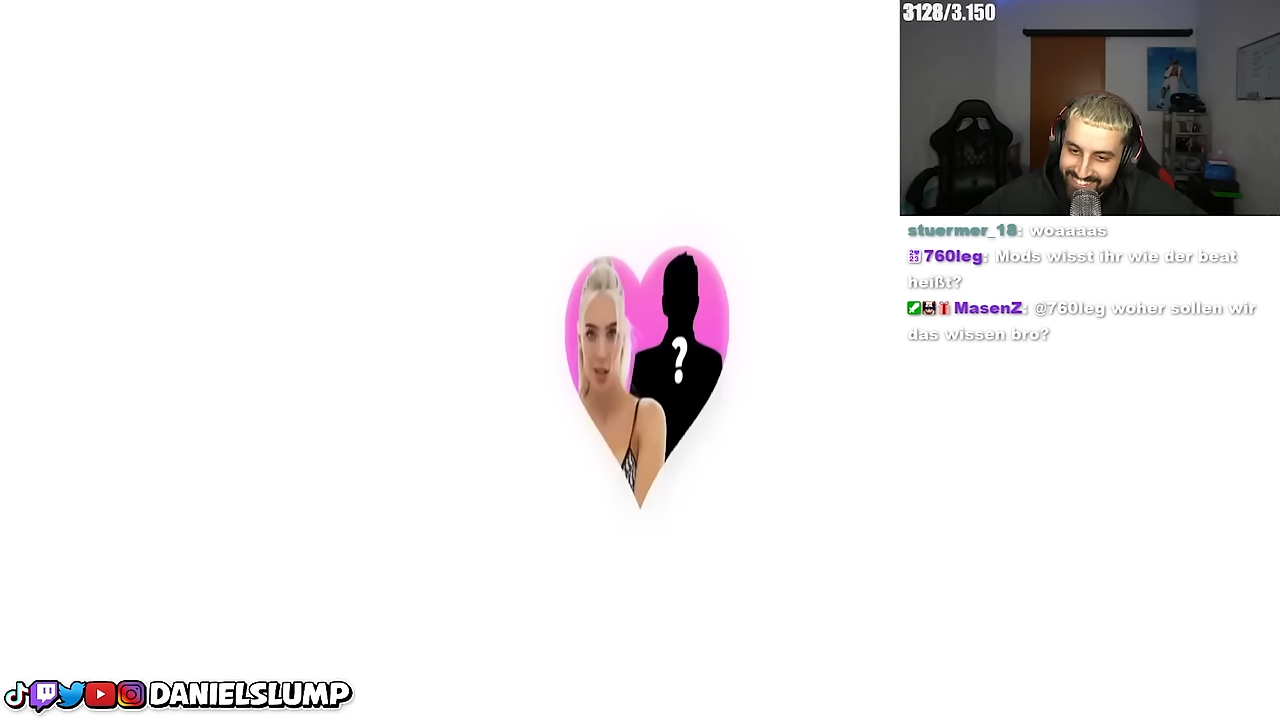 3128/3.150
stuermer_18: woaaaas
760leg: Mods wisst ihr wie der beat
heißt?
MasenZ: @760leg woher sollen wir
das wissen bro?
?
DANIELSLUMP